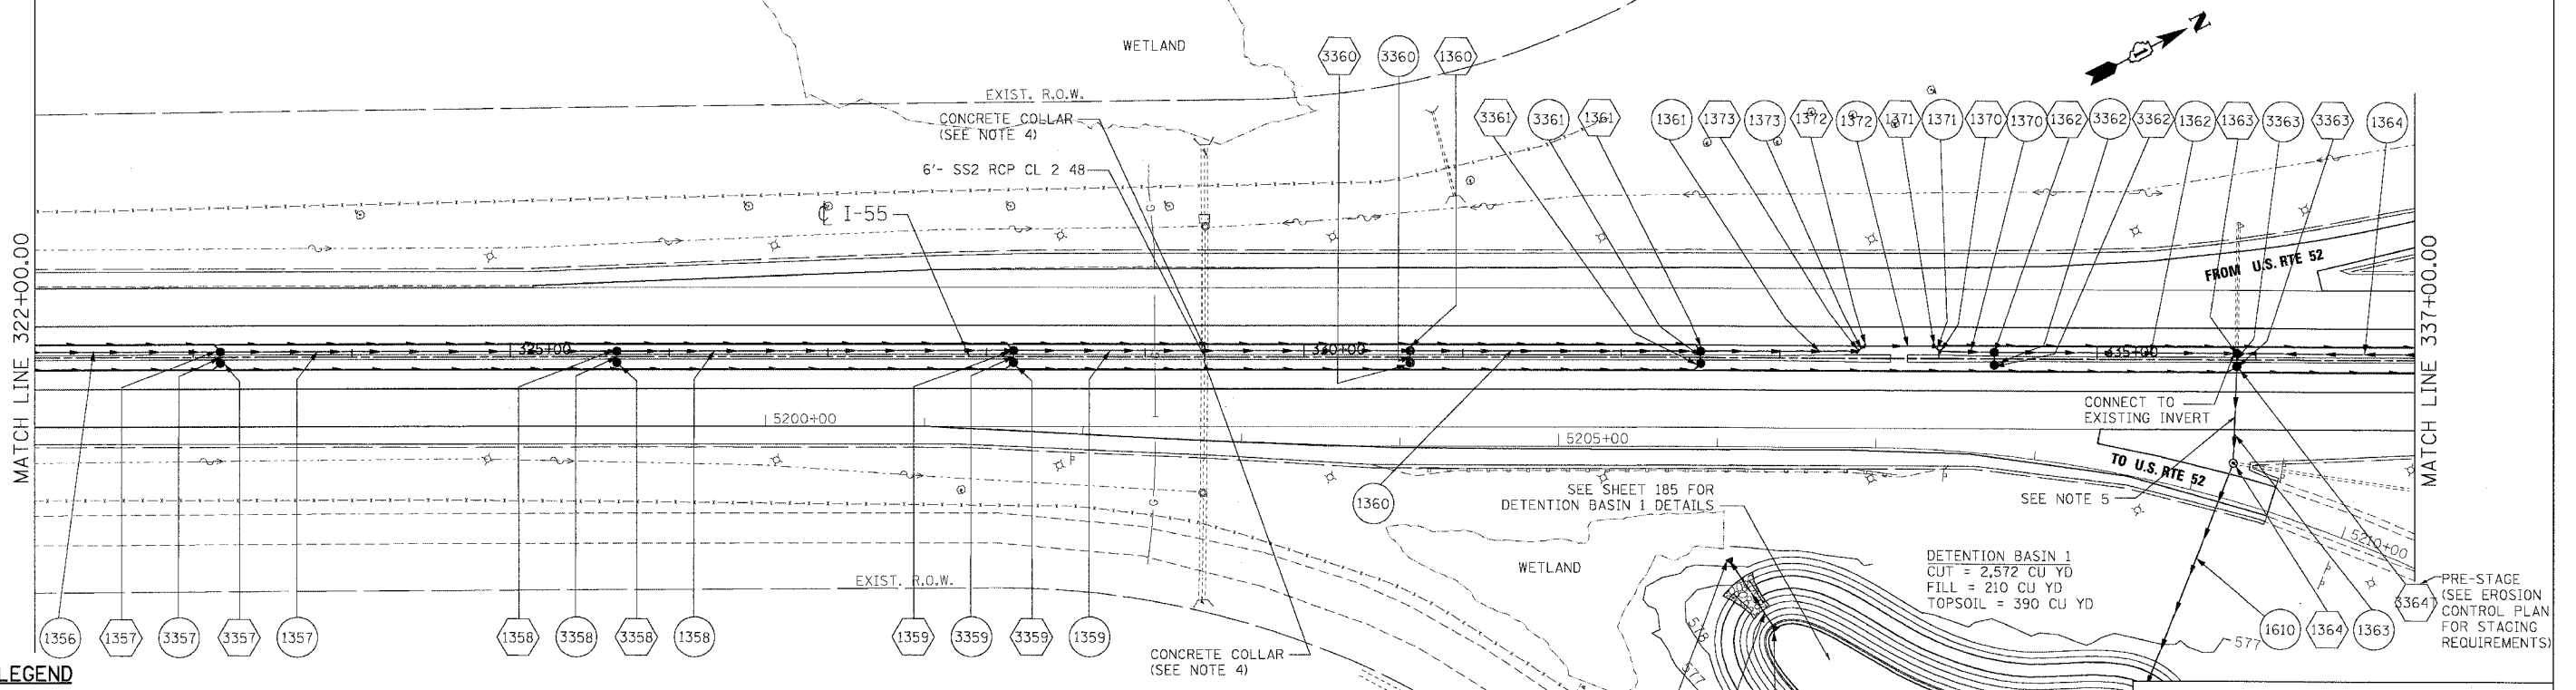 WETLAND
N
1
3360 3360 1360
EXIST. R.O.W.
CONCRETE COLLAR
(SEE NOTE 4)
3361 3361 1361 1361 1373 1373 1372 1372 1371 1371 1370 1370 1362 3362 3362 1362 1363 3363 3363 1364
6'- SS2 RCP CL 2 48
℄ I-55
G
MATCH LINE 322+00.00
MATCH LINE 337+00.00
FROM U.S. RTE 52
325+00
330+00
335+00
5200+00
5205+00
CONNECT TO
EXISTING INVERT
TO U.S. RTE 52
SEE SHEET 185 FOR
DETENTION BASIN 1 DETAILS
1360
SEE NOTE 5
G
5210+00
WETLAND
DETENTION BASIN 1
CUT = 2,572 CU YD
FILL = 210 CU YD
TOPSOIL = 390 CU YD
EXIST. R.O.W.
3364T
PRE-STAGE
(SEE EROSION
CONTROL PLAN
FOR STAGING
REQUIREMENTS)
1356 1357 3357 3357 1357 1358 3358 3358 1358 1359 3359 3359 1359
578
577
577
1610 1364 1363
CONCRETE COLLAR
(SEE NOTE 4)
LEGEND